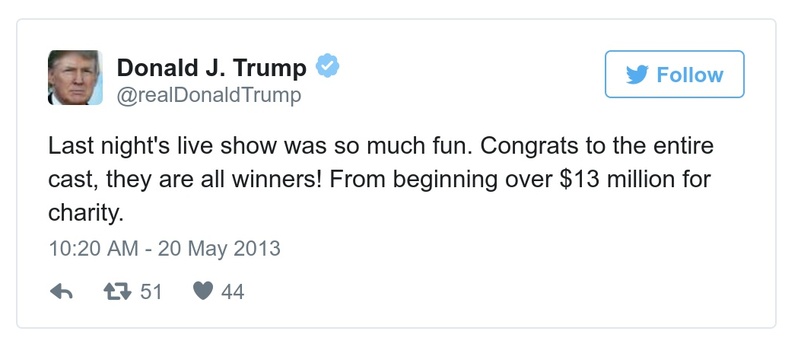 Donald J. Trump
@realDonaldTrump
Follow
Last night's live show was so much fun. Congrats to the entire
cast, they are all winners! From beginning over $13 million for
charity.
10:20 AM - 20 May 2013
51 44